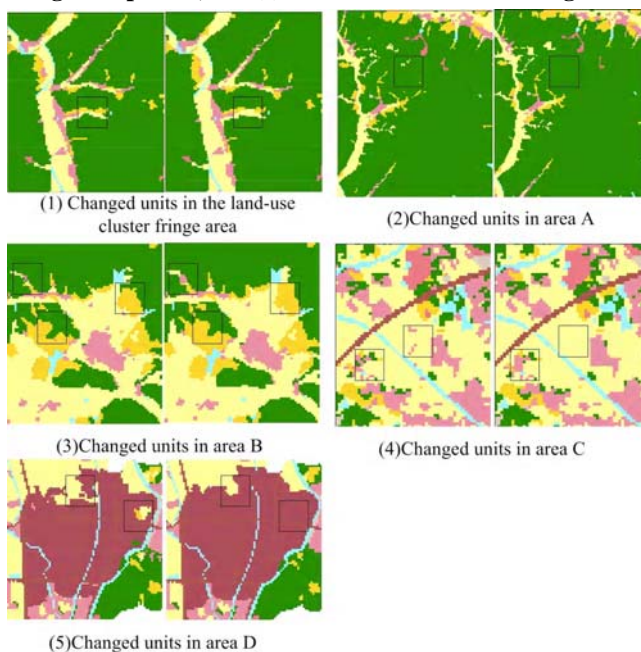 (1) Changed units in the land-use
cluster fringe area
(2)Changed units in area A
(3)Changed units in area B
(4)Changed units in area C
(5)Changed units in area D